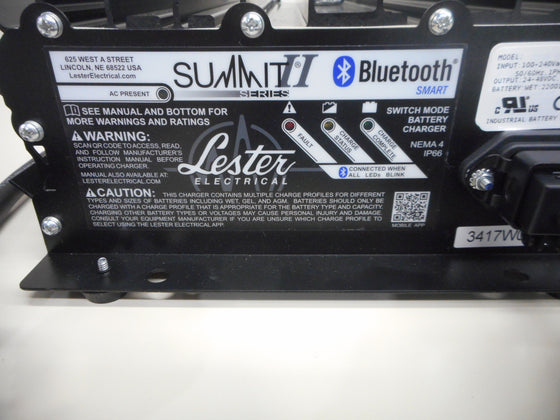 625 WEST A STREET
LINCOLN, NE 68522 USA
LesterElectrical.com
SUMMIT II®
SERIES
Bluetooth®
SMART
AC PRESENT
SEE MANUAL AND BOTTOM FOR
MORE WARNINGS AND RATINGS
SWITCH MODE
BATTERY
CHARGER
NEMA 4
IP66
FAULT
CHARGE
STATUS
CHARGE
COMPLETE
WARNING:
SCAN QR CODE TO ACCESS, READ,
AND FOLLOW MANUFACTURER'S
INSTRUCTION MANUAL BEFORE
OPERATING CHARGER.
MANUAL ALSO AVAILABLE AT:
LESTERELECTRICAL.COM
Lester
ELECTRICAL
CONNECTED WHEN
ALL LEDs BLINK
CAUTION: THIS CHARGER CONTAINS MULTIPLE CHARGE PROFILES FOR DIFFERENT
TYPES AND SIZES OF BATTERIES INCLUDING WET, GEL, AND AGM. BATTERIES SHOULD ONLY BE
CHARGED WITH A CHARGE PROFILE THAT IS APPROPRIATE FOR THE BATTERY TYPE AND CAPACITY.
CHARGING OTHER BATTERY TYPES OR VOLTAGES MAY CAUSE PERSONAL INJURY AND DAMAGE.
CONSULT YOUR EQUIPMENT MANUFACTURER IF YOU ARE UNSURE WHICH CHARGE PROFILE TO
SELECT USING THE LESTER ELECTRICAL APP.
MOBILE APP
MODEL:
INPUT: 100-240Va
50/60Hz
OUTPUT: 24-48VDC
BATTERY WET: 220
INDUSTRIAL BATTERY
3417W